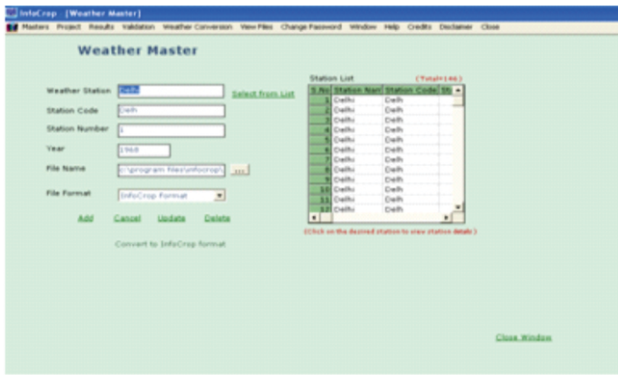 InfoCrop - [Weather Master]
Masters Project Results Validation Weather Conversion View Files Change Password Window Help Credits Disclaimer Close
Weather Master
Station List (Total=146)
Weather Station Delhi Select From List
S.No Station Nam Station Code St
Station Code Delh
Station Number 1
Year 1968
File Name c:\program files\infocrop\ ...
File Format InfoCrop Format
1 Delhi Delh
2 Delhi Delh
3 Delhi Delh
4 Delhi Delh
5 Delhi Delh
6 Delhi Delh
7 Delhi Delh
8 Delhi Delh
9 Delhi Delh
10 Delhi Delh
11 Delhi Delh
12 Delhi Delh
Add Cancel Update Delete
(Click on the desired station to view station details)
Convert to InfoCrop format
Close Window